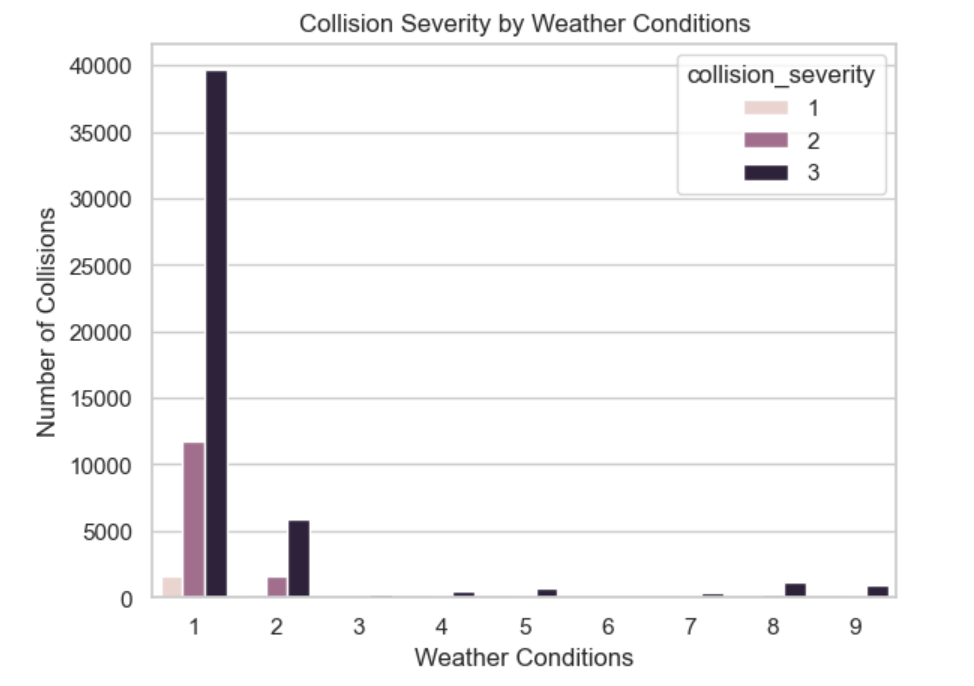 Collision Severity by Weather Conditions
collision_severity
1
2
3
40000
35000
30000
25000
20000
15000
10000
5000
0
Number of Collisions
1 2 3 4 5 6 7 8 9
Weather Conditions